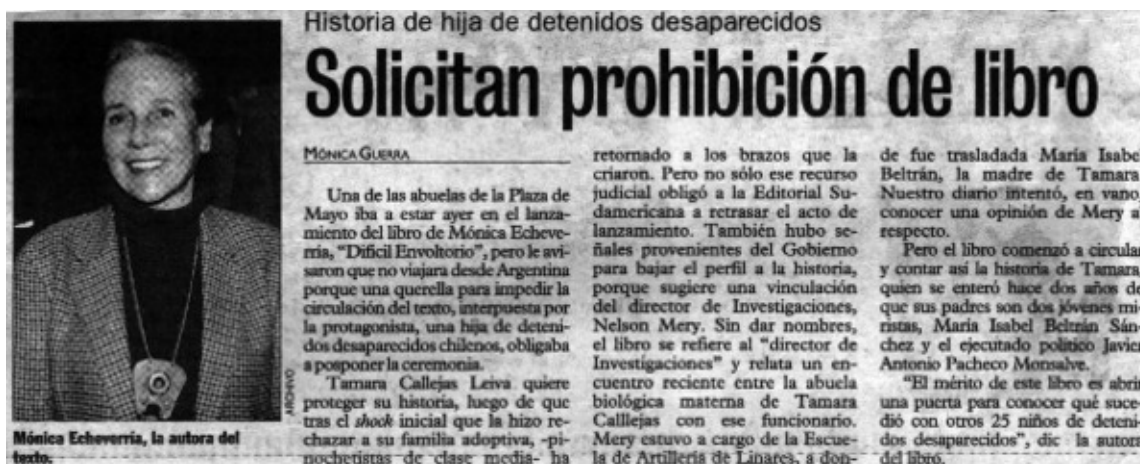 Historia de hija de detenidos desaparecidos
Solicitan prohibición de libro
MÓNICA GUERRA
Una de las abuelas de la Plaza de
Mayo iba a estar ayer en el lanza-
miento del libro de Mónica Echeve-
rría, “Difícil Envoltorio”, pero le avi-
saron que no viajara desde Argentina
porque una querella para impedir la
circulación del texto, interpuesta por
la protagonista, una hija de deteni-
dos desaparecidos chilenos, obligaba
a posponer la ceremonia.
Tamara Callejas Leiva quiere
proteger su historia, luego de que
tras el shock inicial que la hizo re-
chazar a su familia adoptiva, -pi-
nochetistas de clase media- ha
retornado a los brazos que la
criaron. Pero no sólo ese recurso
judicial obligó a la Editorial Su-
damericana a retrasar el acto de
lanzamiento. También hubo se-
ñales provenientes del Gobierno
para bajar el perfil a la historia,
porque sugiere una vinculación
del director de Investigaciones,
Nelson Mery. Sin dar nombres,
el libro se refiere al “director de
Investigaciones” y relata un en-
cuentro reciente entre la abuela
biológica materna de Tamara
Calllejas con ese funcionario.
Mery estuvo a cargo de la Escue-
la de Artillería de Linares, a don-
de fue trasladada María Isabel
Beltrán, la madre de Tamara.
Nuestro diario intentó, en vano,
conocer una opinión de Mery al
respecto.
Pero el libro comenzó a circular
y contar así la historia de Tamara,
quien se enteró hace dos años de
que sus padres son dos jóvenes mi-
ristas, María Isabel Beltrán Sán-
chez y el ejecutado político Javier
Antonio Pacheco Monsalve.
“El mérito de este libro es abrir
una puerta para conocer qué suce-
dió con otros 25 niños de deteni-
dos desaparecidos”, dic la autora
del libro.
ARCHIVO
Mónica Echeverría, la autora del
texto.